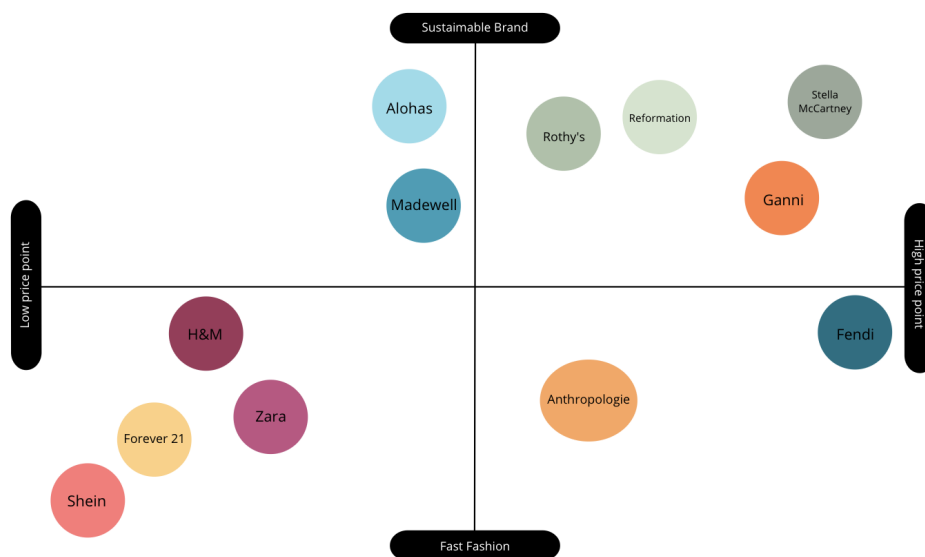 Sustaimable Brand
Alohas
Rothy's
Reformation
Stella
McCartney
Madewell
Ganni
Low price point
High price point
H&M
Fendi
Zara
Anthropologie
Forever 21
Shein
Fast Fashion